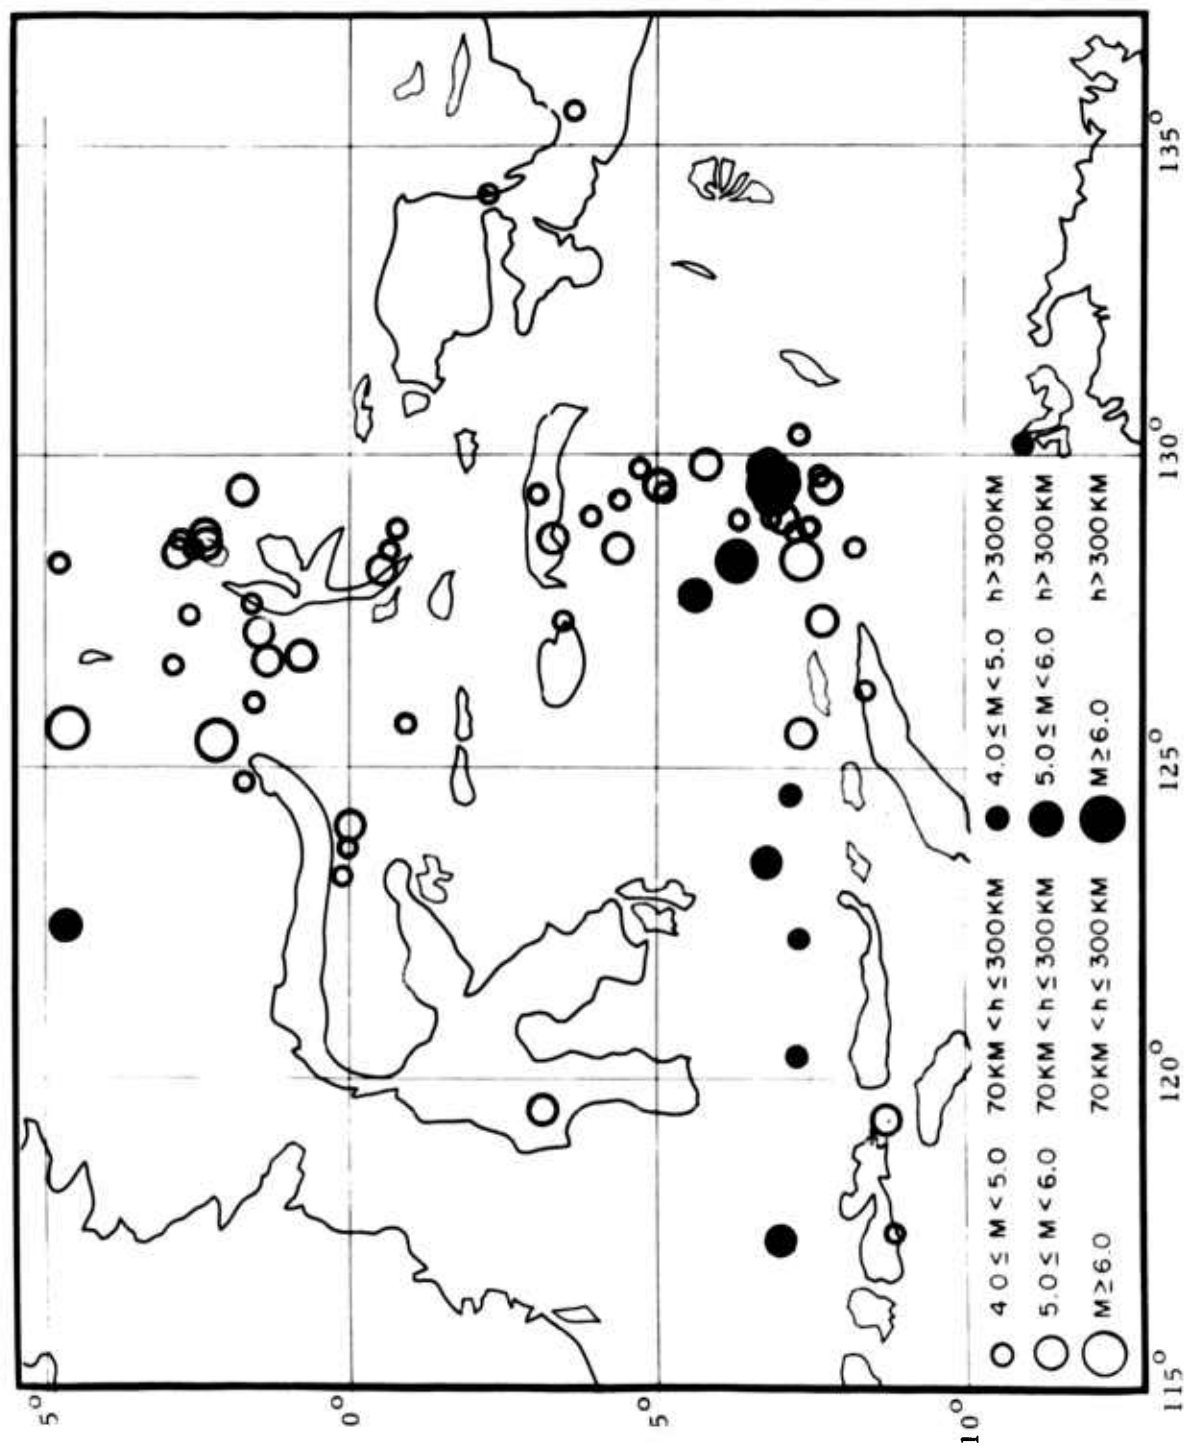 5°
0°
5°
10°
4 0 ≤ M < 5.0 70KM < h ≤ 300KM 4.0 ≤ M < 5.0 h > 300KM
5.0 ≤ M < 6.0 70KM < h ≤ 300KM 5.0 ≤ M < 6.0 h > 300KM
M ≥ 6.0 70KM < h ≤ 300KM M ≥ 6.0 h > 300KM
115° 120° 125° 130° 135°